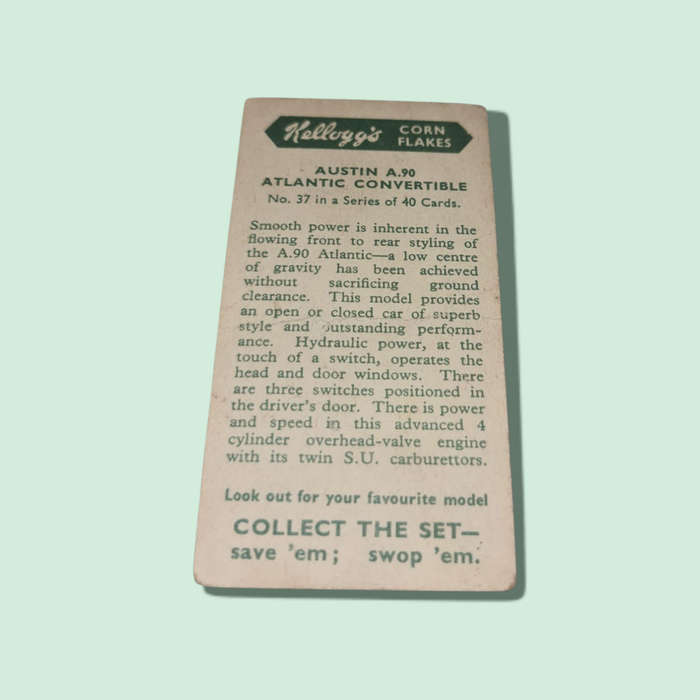 Kellogg's CORN FLAKES
AUSTIN A.90
ATLANTIC CONVERTIBLE
No. 37 in a Series of 40 Cards.
Smooth power is inherent in the
flowing front to rear styling of
the A.90 Atlantic—a low centre
of gravity has been achieved
without sacrificing ground
clearance. This model provides
an open or closed car of superb
style and outstanding perform-
ance. Hydraulic power, at the
touch of a switch, operates the
head and door windows. There
are three switches positioned in
the driver's door. There is power
and speed in this advanced 4
cylinder overhead-valve engine
with its twin S.U. carburettors.
Look out for your favourite model
COLLECT THE SET—
save 'em; swop 'em.